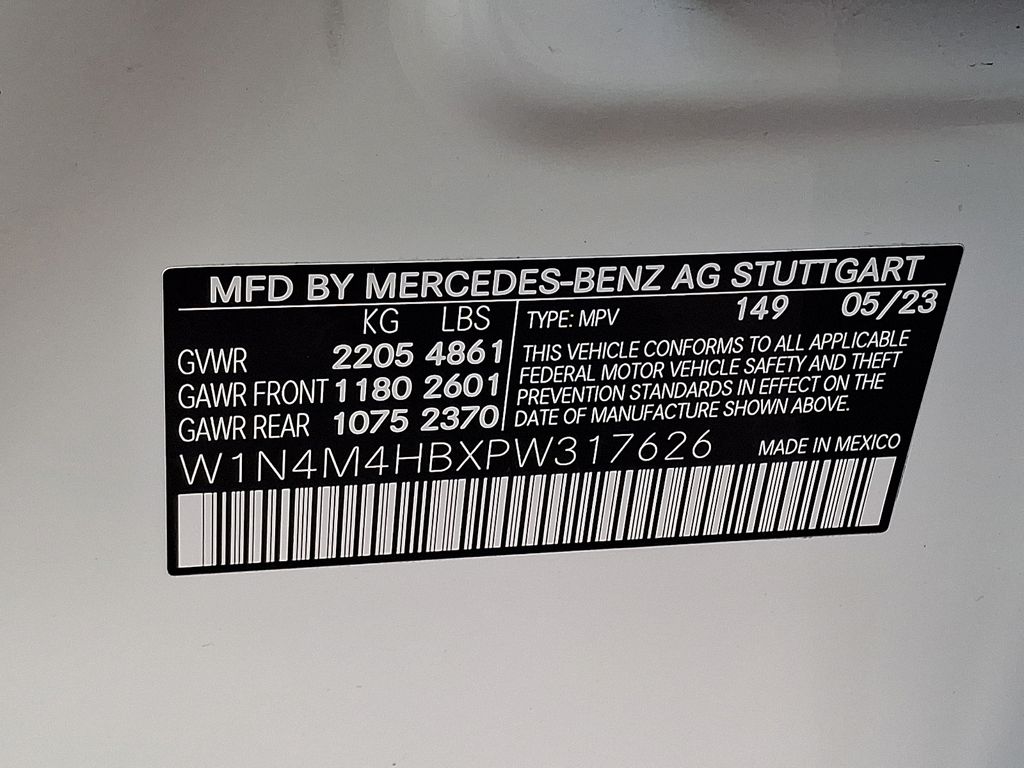 MFD BY MERCEDES-BENZ AG STUTTGART
KG LBS
GVWR 2205 4861
GAWR FRONT 1180 2601
GAWR REAR 1075 2370
TYPE: MPV 149 05/23
THIS VEHICLE CONFORMS TO ALL APPLICABLE
FEDERAL MOTOR VEHICLE SAFETY AND THEFT
PREVENTION STANDARDS IN EFFECT ON THE
DATE OF MANUFACTURE SHOWN ABOVE.
W1N4M4HBXPW317626 MADE IN MEXICO